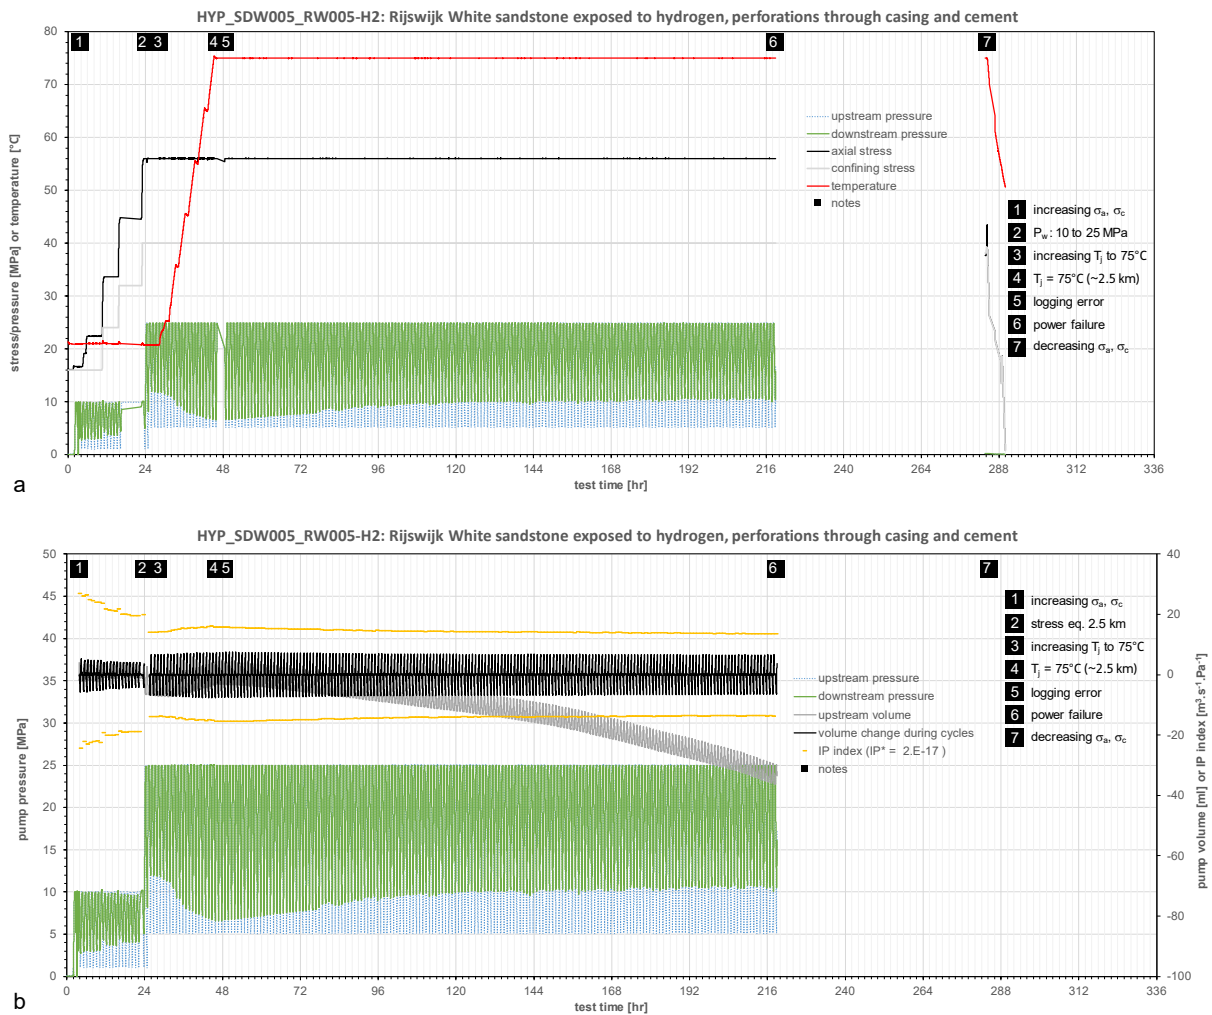 HYP_SDW005_RW005-H2: Rijswijk White sandstone exposed to hydrogen, perforations through casing and cement
80
70
60
50
40
30
20
10
0
stress/pressure [MPa] or temperature [°C]
1 2 3 4 5 6 7
upstream pressure
downstream pressure
axial stress
confining stress
temperature
notes
1 increasing σa, σc
2 Pw: 10 to 25 MPa
3 increasing Tj to 75°C
4 Tj = 75°C (~2.5 km)
5 logging error
6 power failure
7 decreasing σa, σc
0 24 48 72 96 120 144 168 192 216 240 264 288 312 336
test time [hr]
a
HYP_SDW005_RW005-H2: Rijswijk White sandstone exposed to hydrogen, perforations through casing and cement
50
45
40
35
30
25
20
15
10
5
0
pump pressure [MPa]
1 2 3 4 5 6 7
upstream pressure
downstream pressure
upstream volume
volume change during cycles
IP index (IP* = 2.E-17 )
notes
1 increasing σa, σc
2 stress eq. 2.5 km
3 increasing Tj to 75°C
4 Tj = 75°C (~2.5 km)
5 logging error
6 power failure
7 decreasing σa, σc
40
20
0
-20
-40
-60
-80
-100
pump volume [ml] or IP index [m³.s⁻¹.Pa⁻¹]
0 24 48 72 96 120 144 168 192 216 240 264 288 312 336
test time [hr]
b